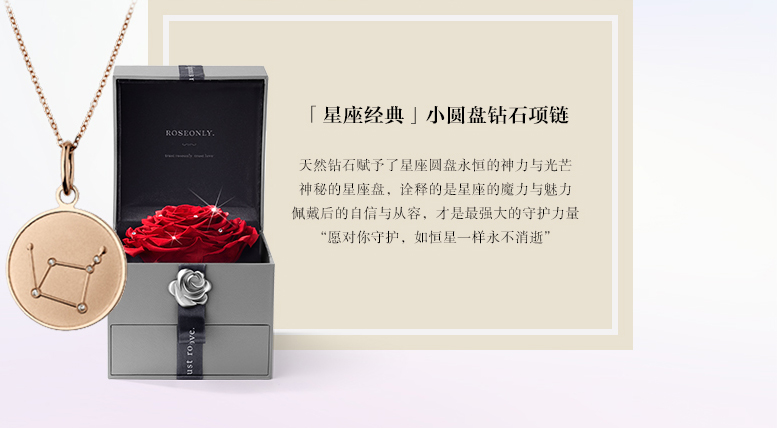 「星座经典」小圆盘钻石项链
天然钻石赋予了星座圆盘永恒的神力与光芒
神秘的星座盘，诠释的是星座的魔力与魅力
佩戴后的自信与从容，才是最强大的守护力量
“愿对你守护，如恒星一样永不消逝”
ROSEONLY.
ust ro
ve.